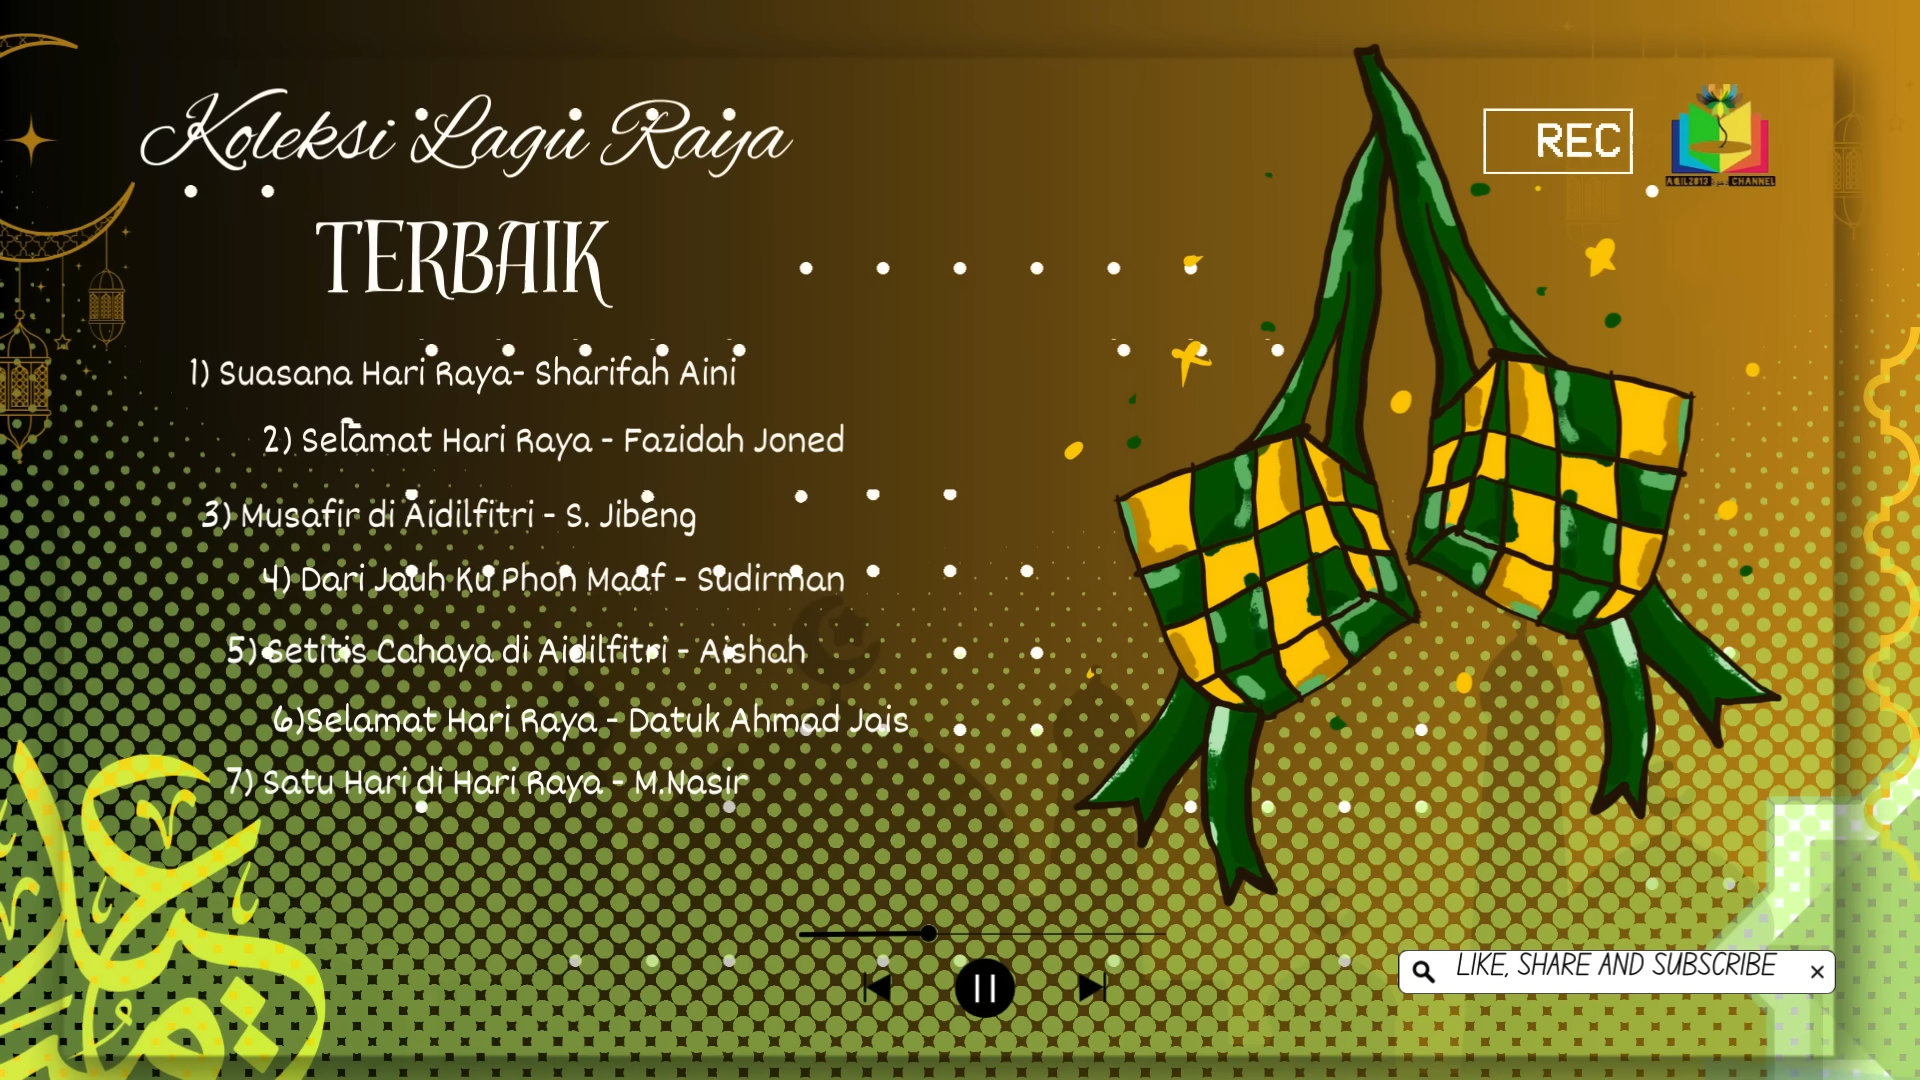 Koleksi Lagu Raya
TERBAIK
REC
AQIL2013 CHANNEL
1) Suasana Hari Raya- Sharifah Aini
2) Selamat Hari Raya - Fazidah Joned
3) Musafir di Aidilfitri - S. Jibeng
4) Dari Jauh Ku Phon Maaf - Sudirman
5) Setitis Cahaya di Aidilfitri - Aishah
6)Selamat Hari Raya - Datuk Ahmad Jais
7) Satu Hari di Hari Raya - M.Nasir
LIKE, SHARE AND SUBSCRIBE